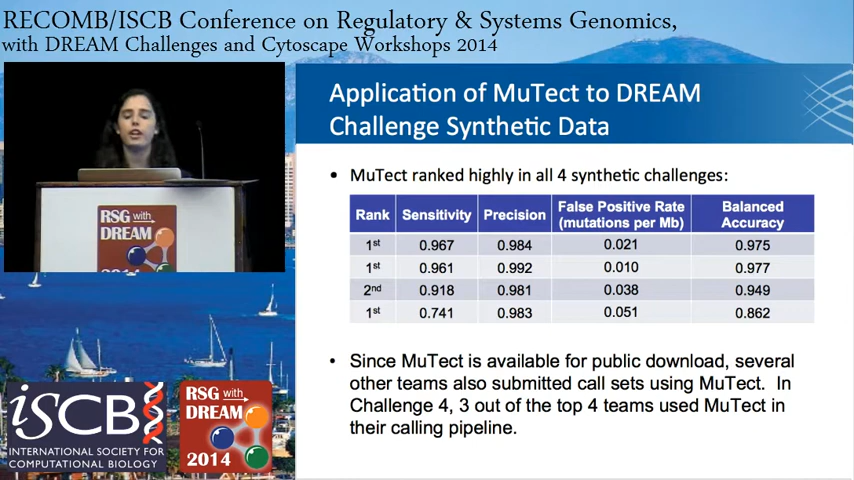 RECOMB/ISCB Conference on Regulatory & Systems Genomics,
with DREAM Challenges and Cytoscape Workshops 2014
Application of MuTect to DREAM
Challenge Synthetic Data
• MuTect ranked highly in all 4 synthetic challenges:
Rank Sensitivity Precision False Positive Rate (mutations per Mb) Balanced Accuracy
1st 0.967 0.984 0.021 0.975
1st 0.961 0.992 0.010 0.977
2nd 0.918 0.981 0.038 0.949
1st 0.741 0.983 0.051 0.862
• Since MuTect is available for public download, several
other teams also submitted call sets using MuTect. In
Challenge 4, 3 out of the top 4 teams used MuTect in
their calling pipeline.
RSG with
DREAM
2014
iSCB
INTERNATIONAL SOCIETY FOR
COMPUTATIONAL BIOLOGY
RSG with
DREAM
2014